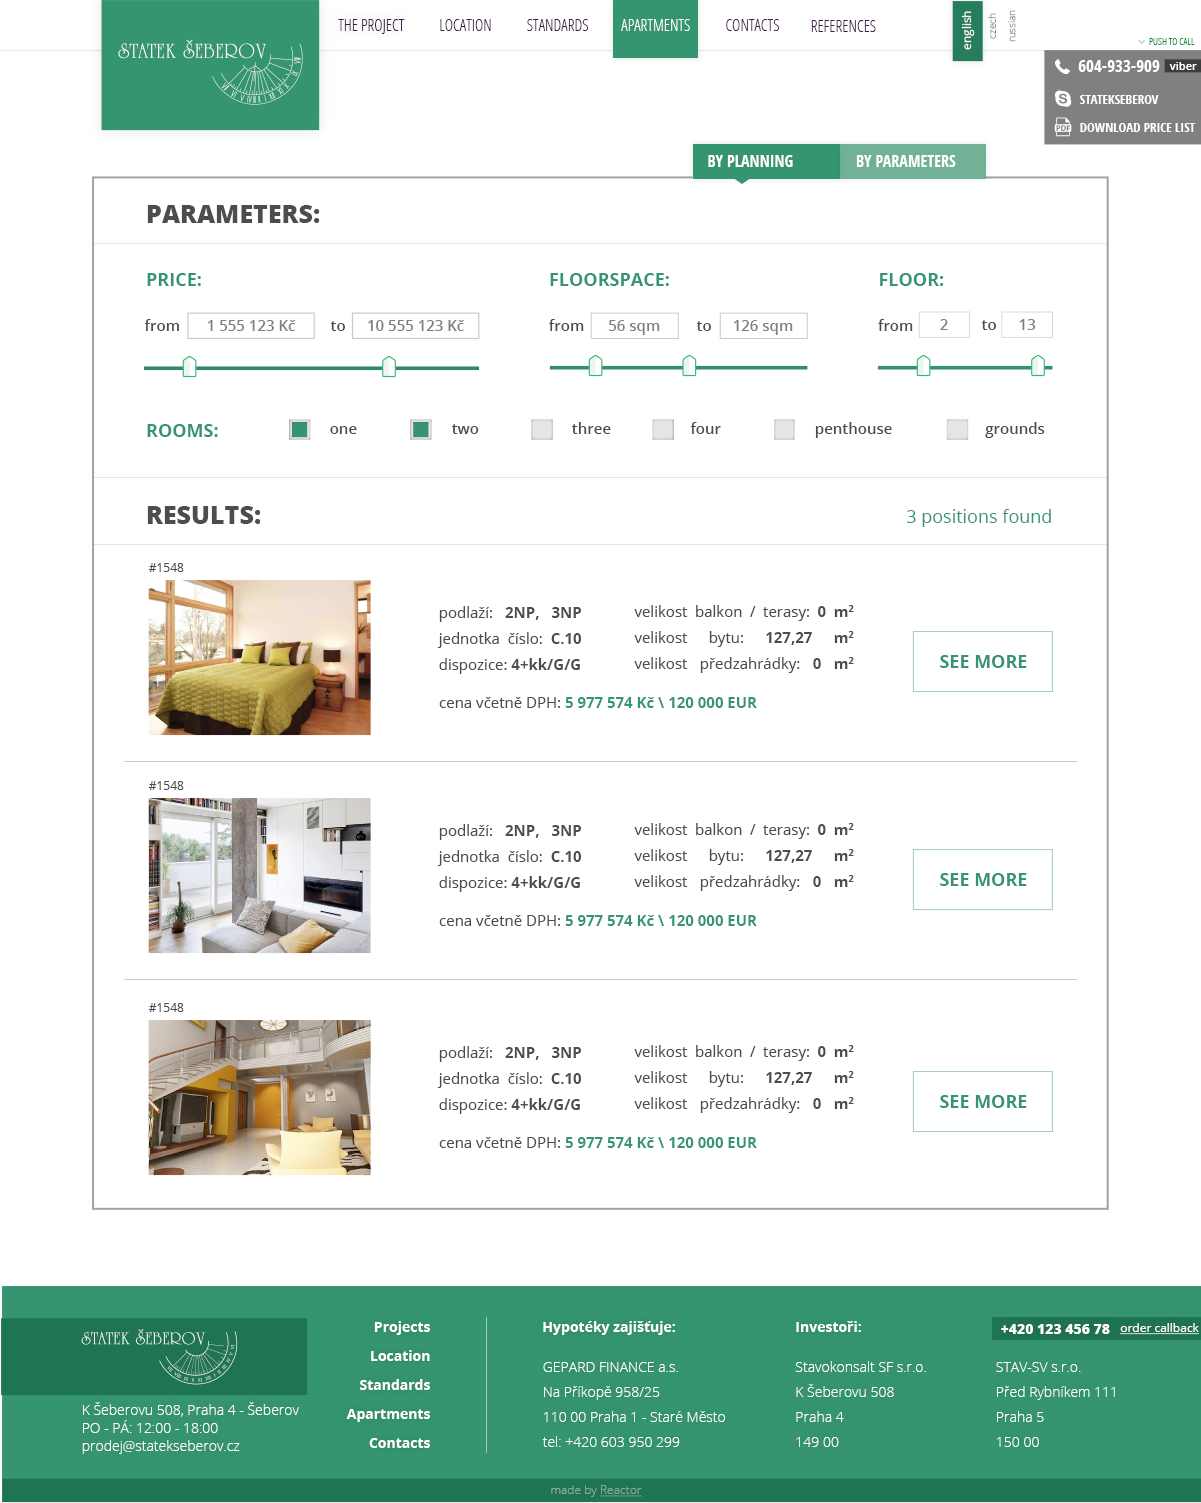 STATEK ŠEBEROV
THE PROJECT
LOCATION
STANDARDS
APARTMENTS
CONTACTS
REFERENCES
english
czech
russian
PUSH TO CALL
604-933-909 viber
STATEKSEBEROV
PDF DOWNLOAD PRICE LIST
BY PLANNING
BY PARAMETERS
PARAMETERS:
PRICE:
from 1 555 123 Kč to 10 555 123 Kč
FLOORSPACE:
from 56 sqm to 126 sqm
FLOOR:
from 2 to 13
ROOMS: one two three four penthouse grounds
RESULTS:
3 positions found
#1548
podlaží: 2NP, 3NP
jednotka číslo: C.10
dispozice: 4+kk/G/G
velikost balkon / terasy: 0 m²
velikost bytu: 127,27 m²
velikost předzahrádky: 0 m²
cena včetně DPH: 5 977 574 Kč \ 120 000 EUR
SEE MORE
#1548
podlaží: 2NP, 3NP
jednotka číslo: C.10
dispozice: 4+kk/G/G
velikost balkon / terasy: 0 m²
velikost bytu: 127,27 m²
velikost předzahrádky: 0 m²
cena včetně DPH: 5 977 574 Kč \ 120 000 EUR
SEE MORE
#1548
podlaží: 2NP, 3NP
jednotka číslo: C.10
dispozice: 4+kk/G/G
velikost balkon / terasy: 0 m²
velikost bytu: 127,27 m²
velikost předzahrádky: 0 m²
cena včetně DPH: 5 977 574 Kč \ 120 000 EUR
SEE MORE
STATEK ŠEBEROV
K Šeberovu 508, Praha 4 - Šeberov
PO - PÁ: 12:00 - 18:00
prodej@statekseberov.cz
Projects
Location
Standards
Apartments
Contacts
Hypotéky zajišťuje:
GEPARD FINANCE a.s.
Na Příkopě 958/25
110 00 Praha 1 - Staré Město
tel: +420 603 950 299
Investoři:
Stavokonsalt SF s.r.o.
K Šeberovu 508
Praha 4
149 00
+420 123 456 78 order callback
STAV-SV s.r.o.
Před Rybníkem 111
Praha 5
150 00
made by Reactor